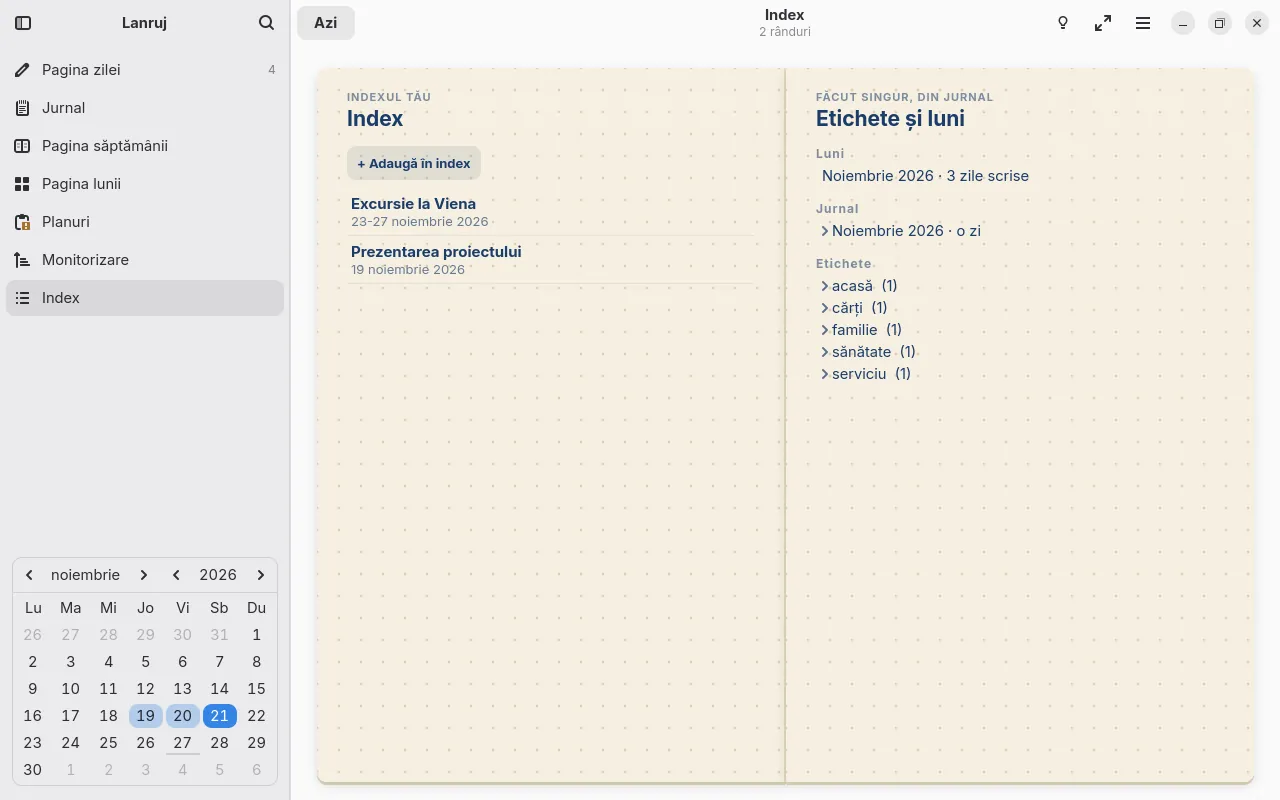 Lanruj
Pagina zilei 4
Jurnal
Pagina săptămânii
Pagina lunii
Planuri
Monitorizare
Index
noiembrie 2026
Lu Ma Mi Jo Vi Sb Du
26 27 28 29 30 31 1
2 3 4 5 6 7 8
9 10 11 12 13 14 15
16 17 18 19 20 21 22
23 24 25 26 27 28 29
30 1 2 3 4 5 6
Azi
Index
2 rânduri
INDEXUL TĂU
Index
+ Adaugă în index
Excursie la Viena
23-27 noiembrie 2026
Prezentarea proiectului
19 noiembrie 2026
FĂCUT SINGUR, DIN JURNAL
Etichete și luni
Luni
Noiembrie 2026 · 3 zile scrise
Jurnal
Noiembrie 2026 · o zi
Etichete
acasă (1)
cărți (1)
familie (1)
sănătate (1)
serviciu (1)